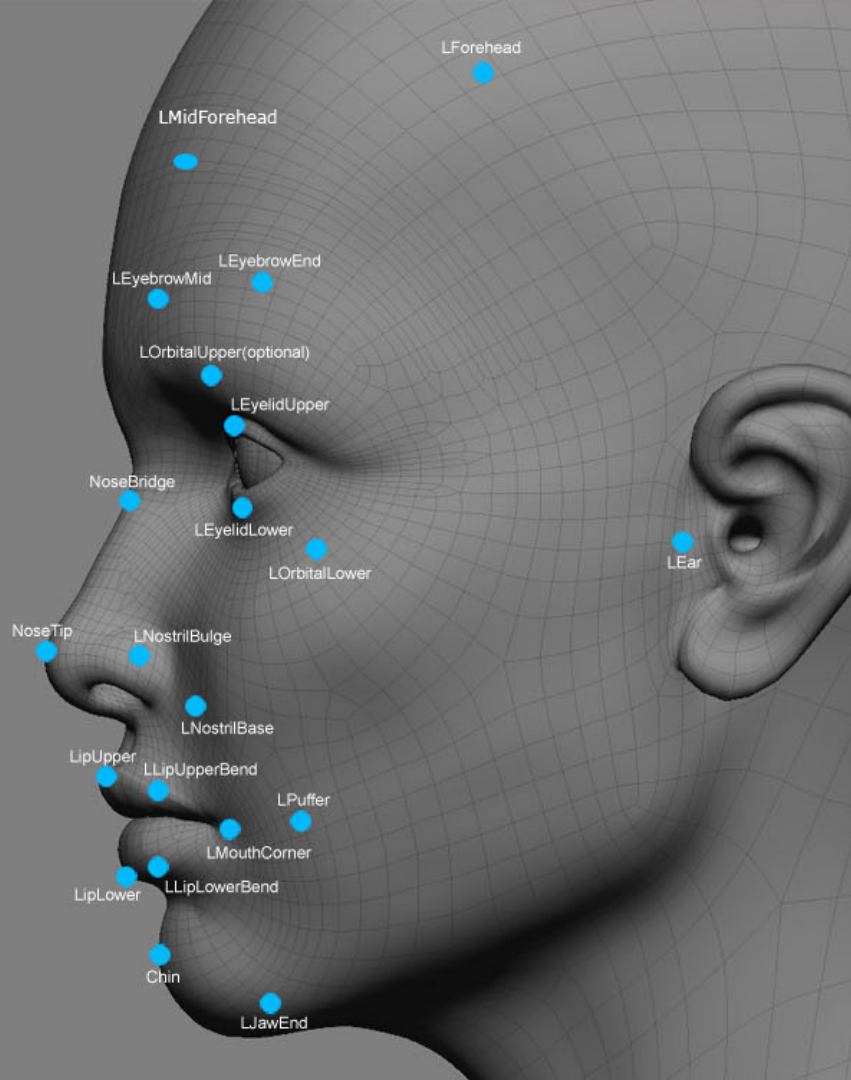 LForehead
LMidForehead
LEyebrowEnd
LEyebrowMid
LOrbitalUpper(optional)
LEyelidUpper
NoseBridge
LEyelidLower
LEar
LOrbitalLower
NoseTip
LNostrilBulge
LNostrilBase
LipUpper
LLipUpperBend
LPuffer
LMouthCorner
LLipLowerBend
LipLower
Chin
LJawEnd